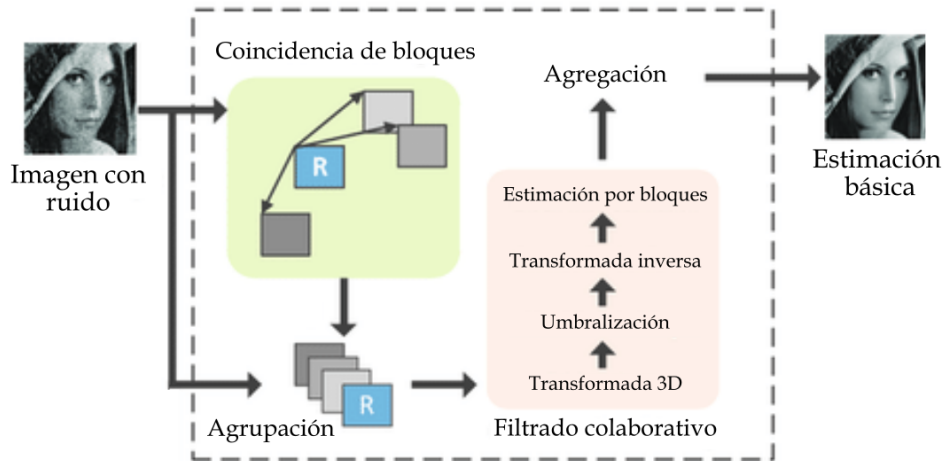 Imagen con
ruido
Coincidencia de bloques
R
R
Agrupación
Filtrado colaborativo
Transformada 3D
Umbralización
Transformada inversa
Estimación por bloques
Agregación
Estimación
básica